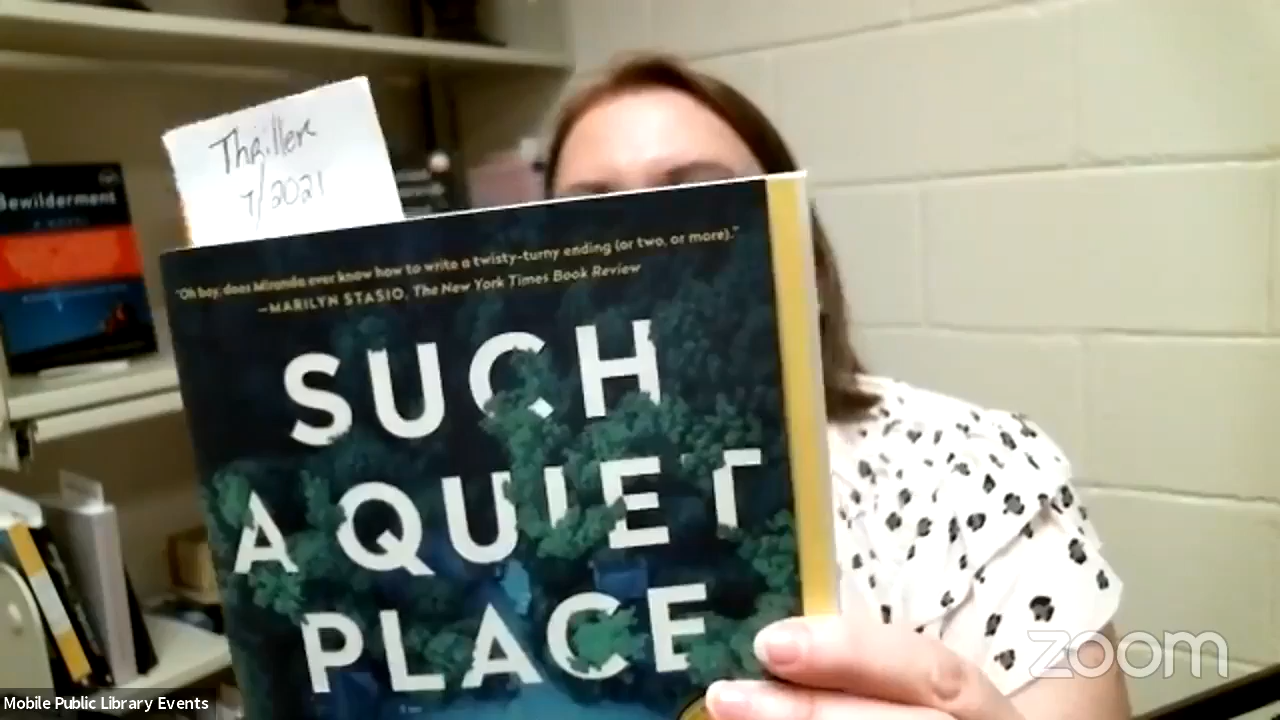 Thriller
7/2021
Bewilderment
"Oh boy, does Miranda ever know how to write a twisty-turny ending (or two, or more)."
—MARILYN STASIO, The New York Times Book Review
SUCH
A QUIET
PLACE
zoom
Mobile Public Library Events